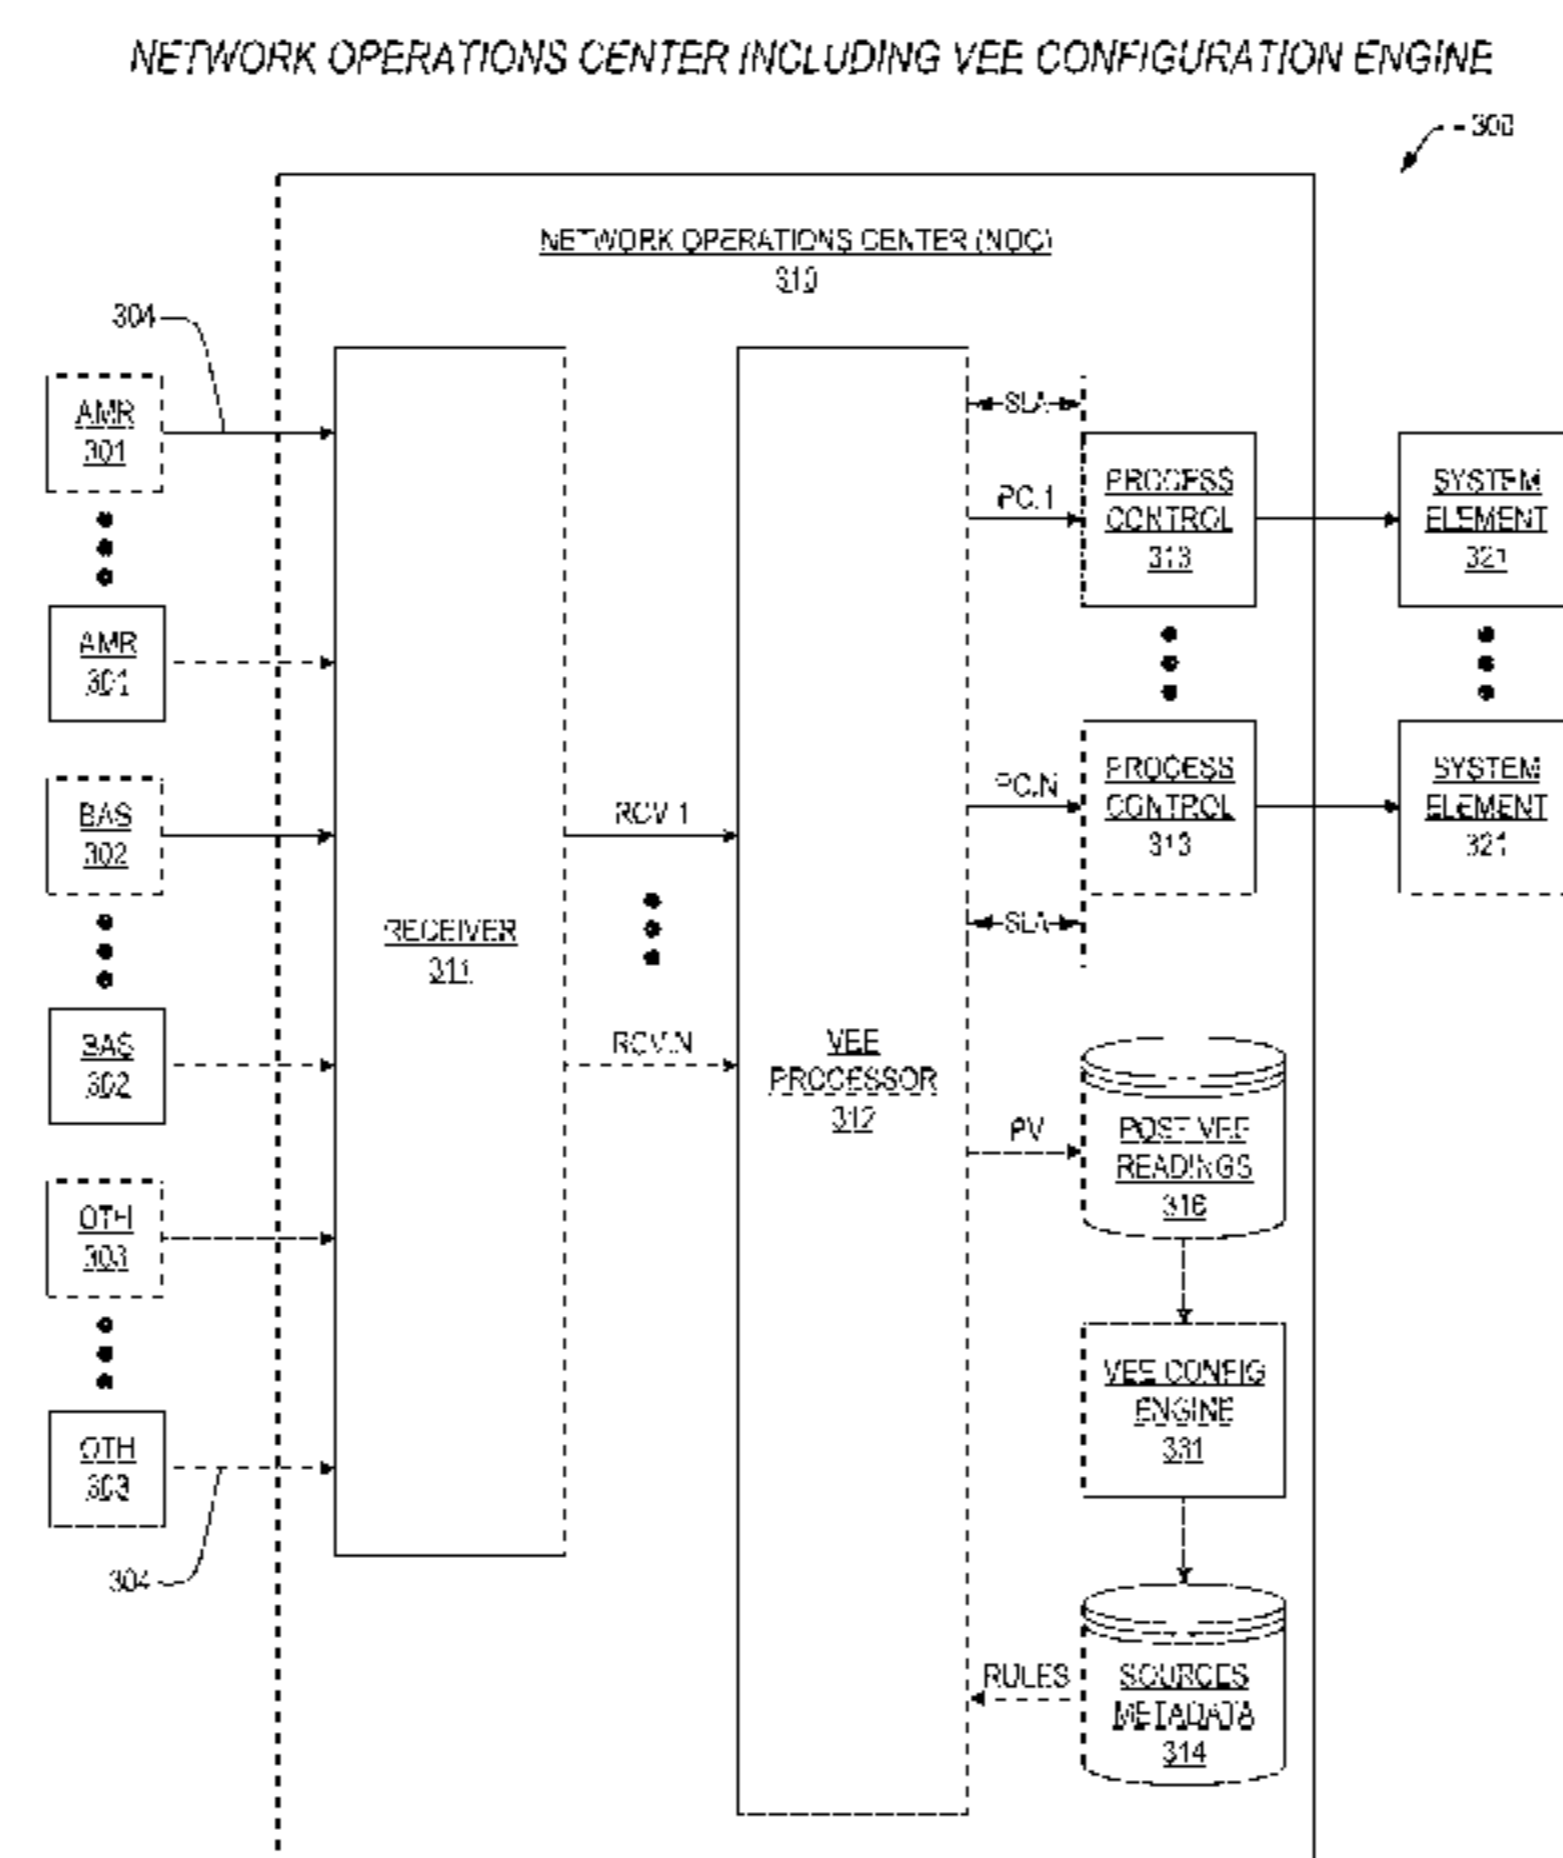 NETWORK OPERATIONS CENTER INCLUDING VEE CONFIGURATION ENGINE
300
NETWORK OPERATIONS CENTER (NOC)
310
304
AMR
301
AMR
301
BAS
302
BAS
302
OTH
303
OTH
303
304
RECEIVER
311
RCV.1
RCV.N
VEE
PROCESSOR
312
SLA
PC.1
PROCESS
CONTROL
313
SYSTEM
ELEMENT
321
PC.N
PROCESS
CONTROL
313
SYSTEM
ELEMENT
321
SLA
PV
POST VEE
READINGS
316
VEE CONFIG
ENGINE
331
RULES
SOURCES
METADATA
314